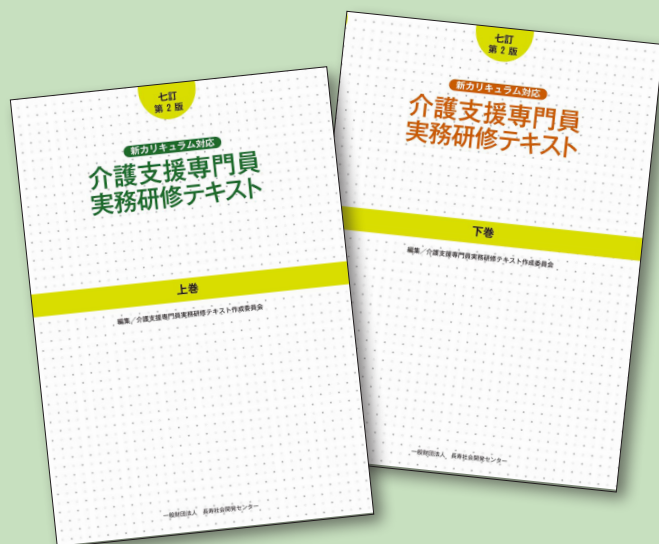 七訂
第2版
新カリキュラム対応
介護支援専門員
実務研修テキスト
上巻
編集／介護支援専門員実務研修テキスト作成委員会
一般財団法人 長寿社会開発センター
七訂
第2版
新カリキュラム対応
介護支援専門員
実務研修テキスト
下巻
編集／介護支援専門員実務研修テキスト作成委員会
一般財団法人 長寿社会開発センター